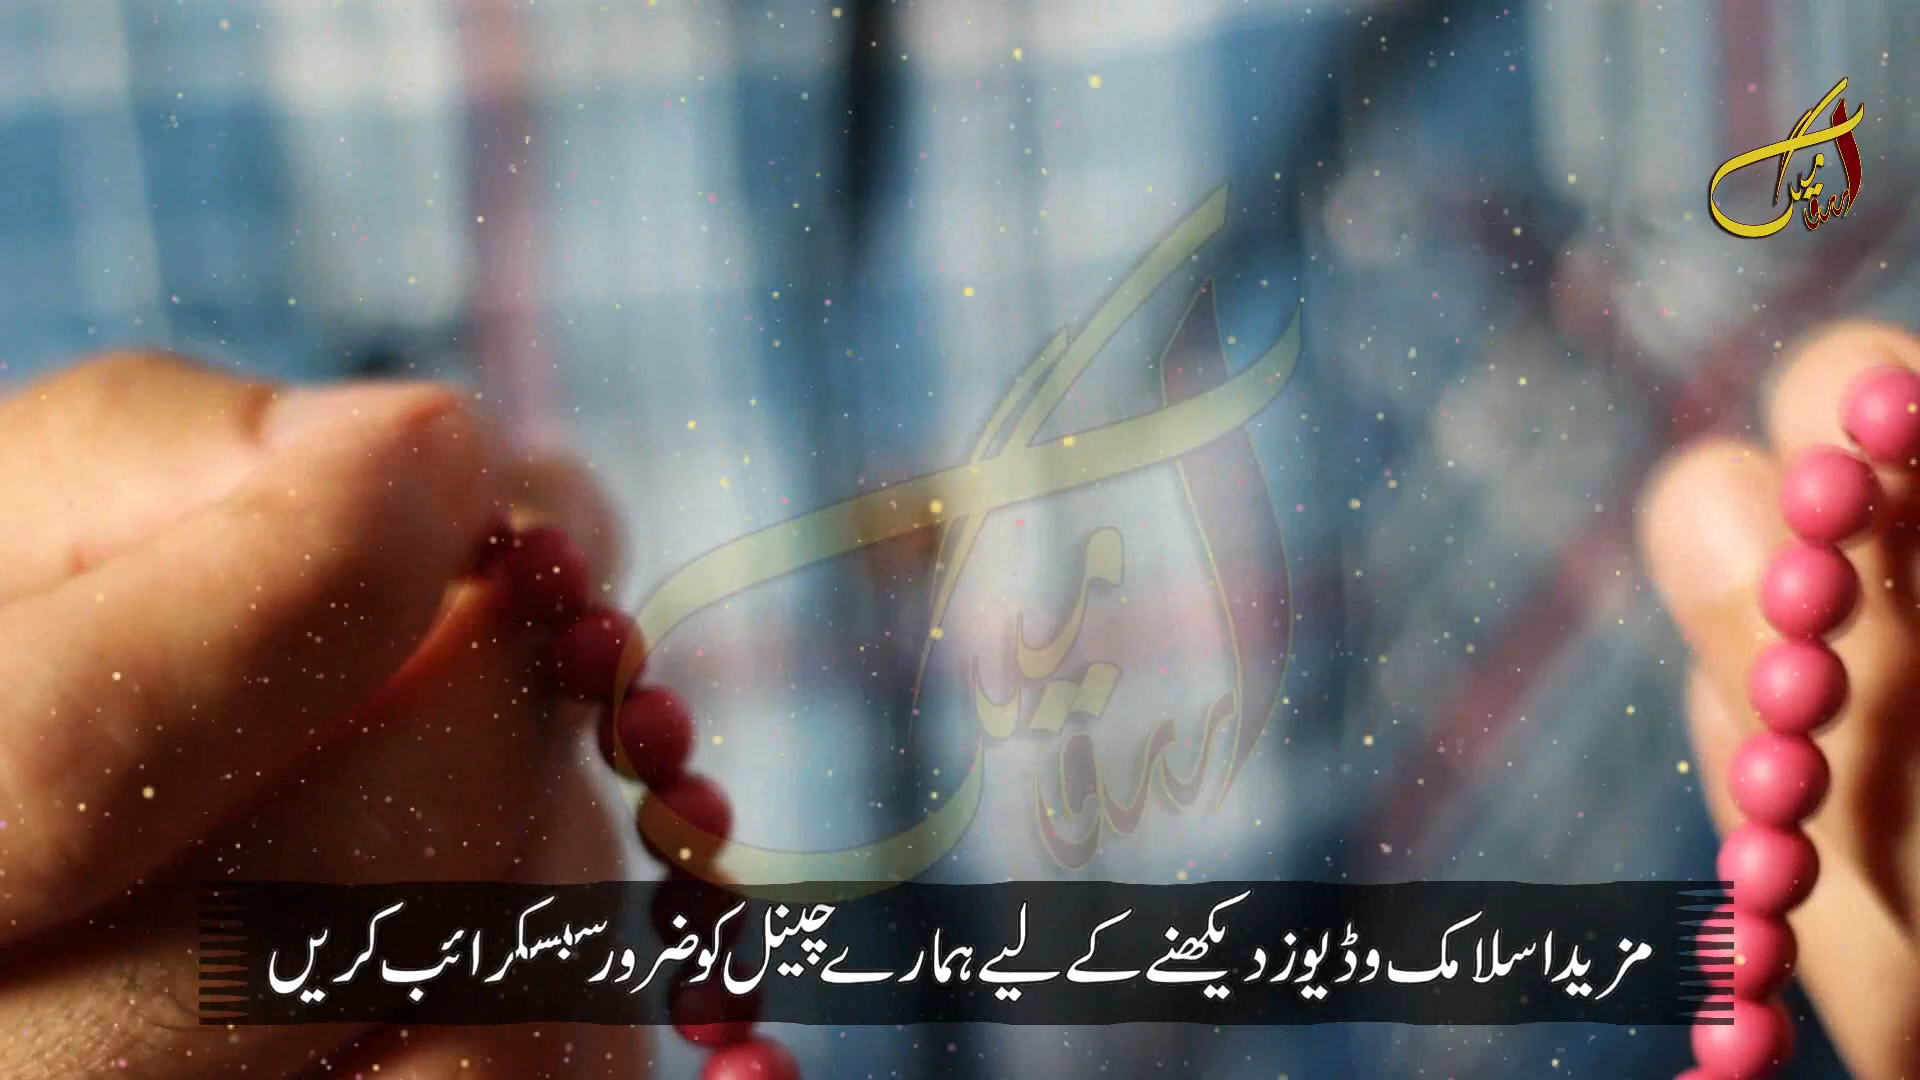 مزید اسلامک وڈیوز دیکھنے کے لیے ہمارے چینل کو ضرور سبسکرائب کریں